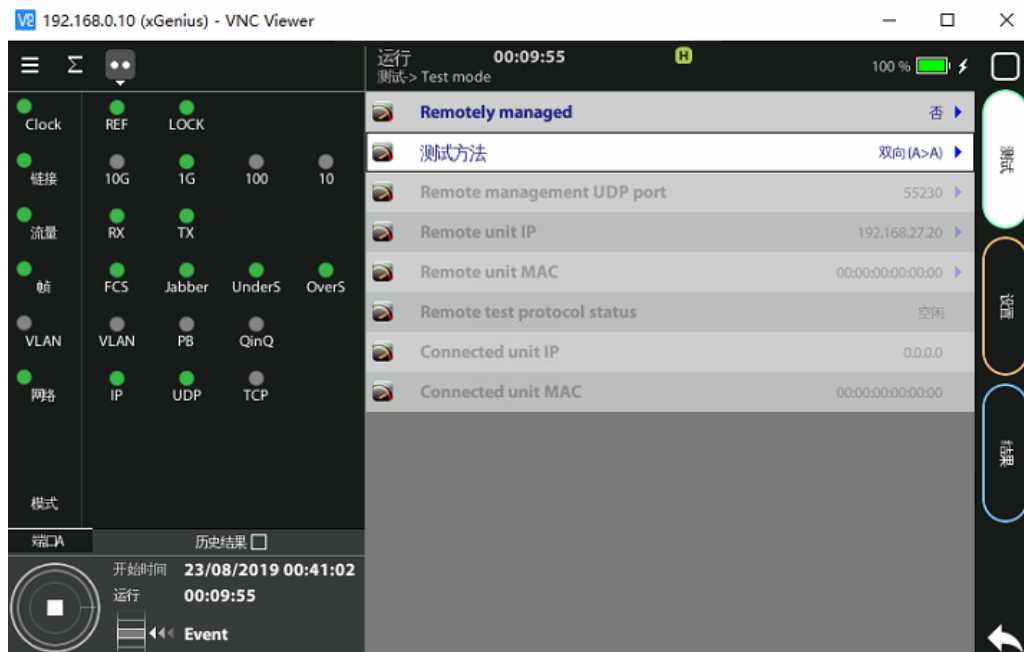 192.168.0.10 (xGenius) - VNC Viewer
运行 00:09:55 H 100 %
测试-> Test mode
Clock REF LOCK
链接 10G 1G 100 10
流量 RX TX
帧 FCS Jabber UnderS OverS
VLAN VLAN PB QinQ
网络 IP UDP TCP
模式
端口A 历史结果
开始时间 23/08/2019 00:41:02
运行 00:09:55
Event
Remotely managed 否
测试方法 双向(A>A)
Remote management UDP port 55230
Remote unit IP 192.168.27.20
Remote unit MAC 00:00:00:00:00:00
Remote test protocol status 空闲
Connected unit IP 0.0.0.0
Connected unit MAC 00:00:00:00:00:00
测试
设置
结果